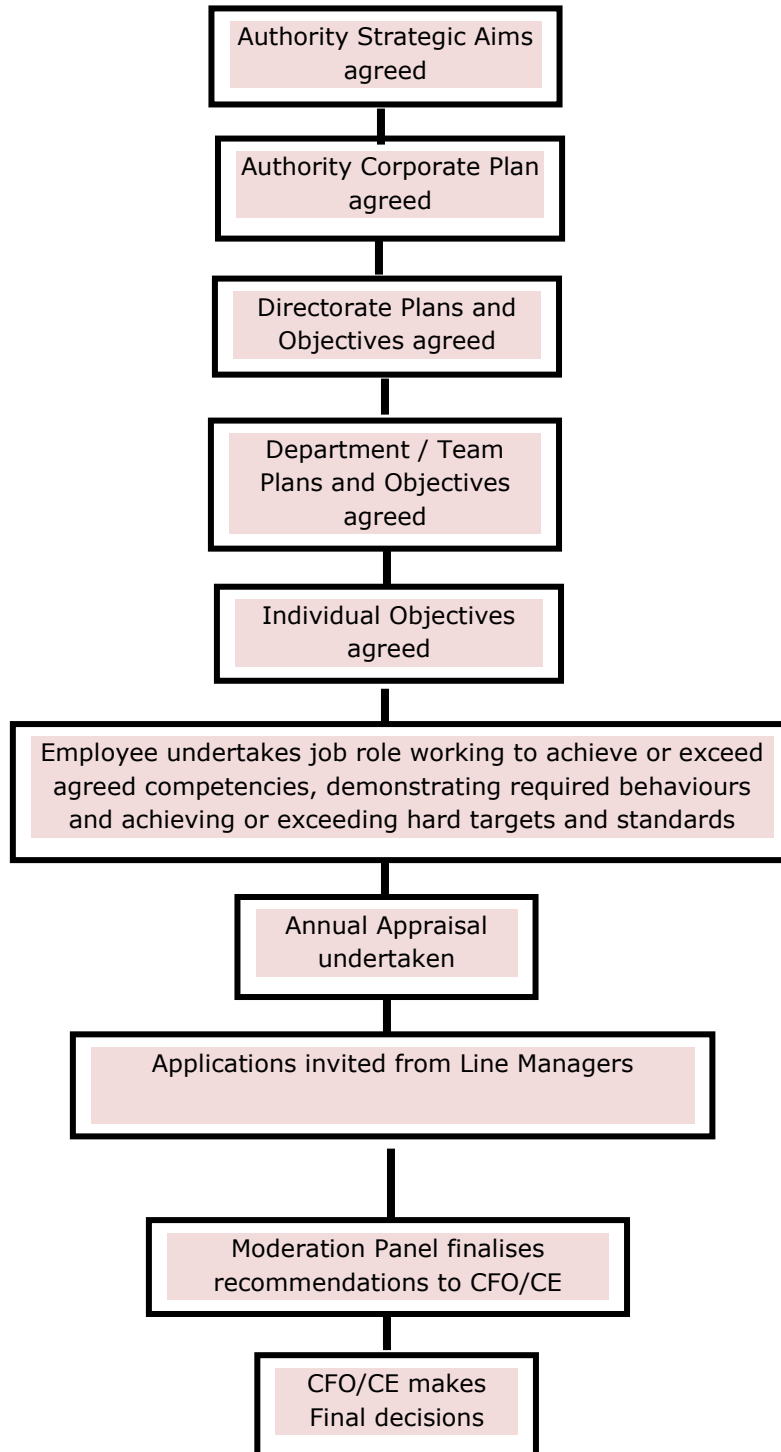 Authority Strategic Aims
agreed
Authority Corporate Plan
agreed
Directorate Plans and
Objectives agreed
Department / Team
Plans and Objectives
agreed
Individual Objectives
agreed
Employee undertakes job role working to achieve or exceed
agreed competencies, demonstrating required behaviours
and achieving or exceeding hard targets and standards
Annual Appraisal
undertaken
Applications invited from Line Managers
Moderation Panel finalises
recommendations to CFO/CE
CFO/CE makes
Final decisions